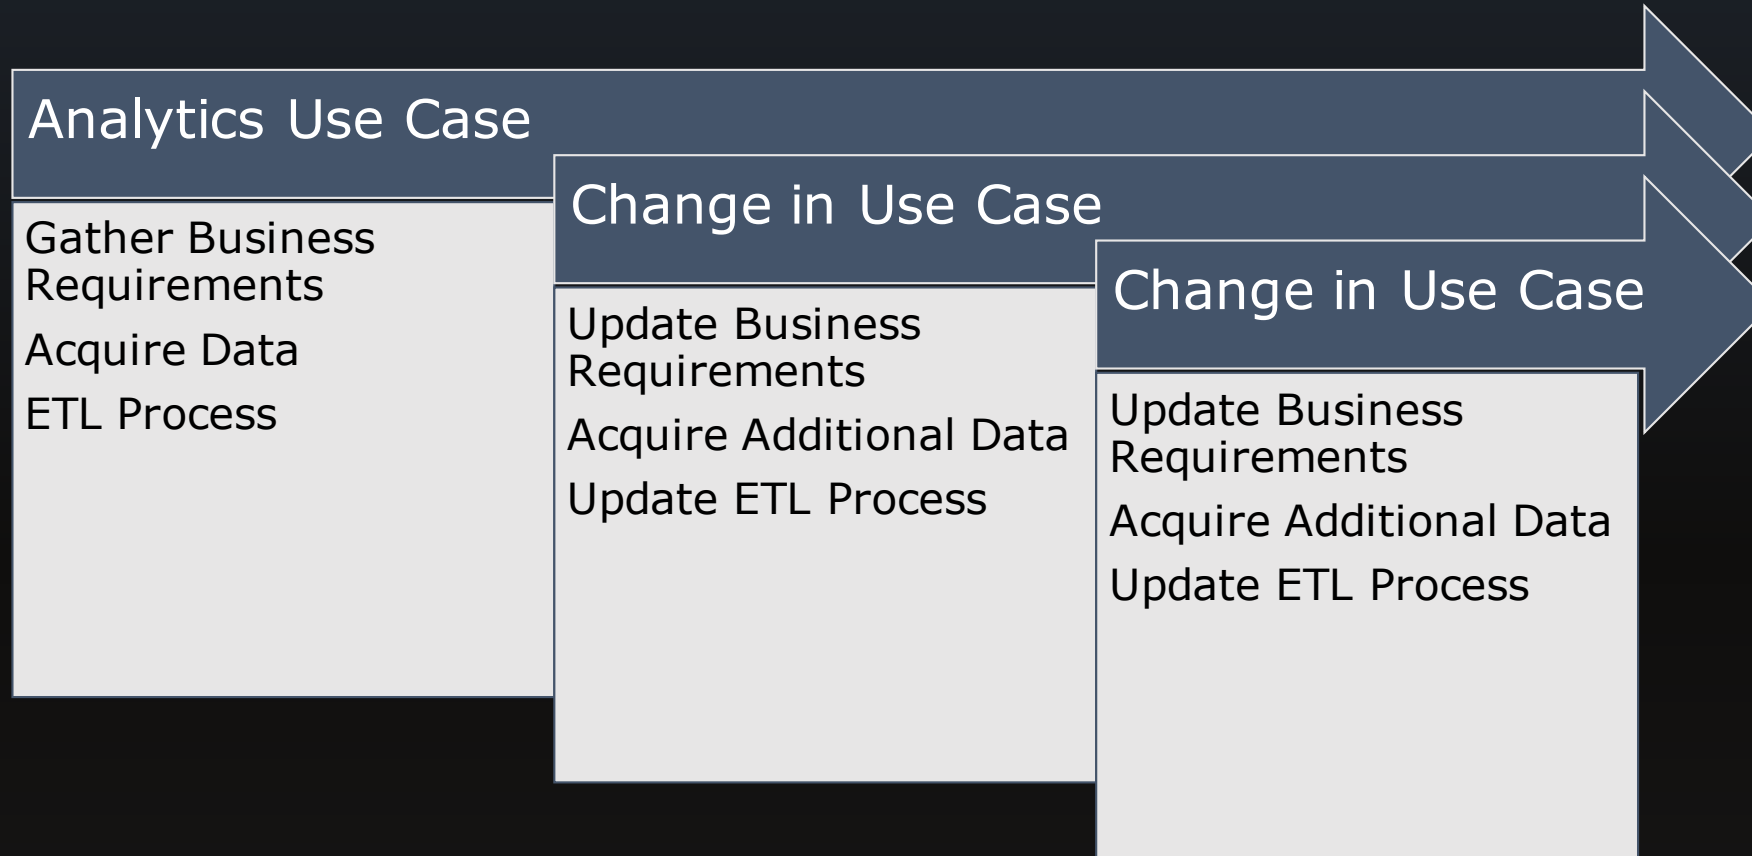 Analytics Use Case
Gather Business
Requirements
Acquire Data
ETL Process
Change in Use Case
Update Business
Requirements
Acquire Additional Data
Update ETL Process
Change in Use Case
Update Business
Requirements
Acquire Additional Data
Update ETL Process